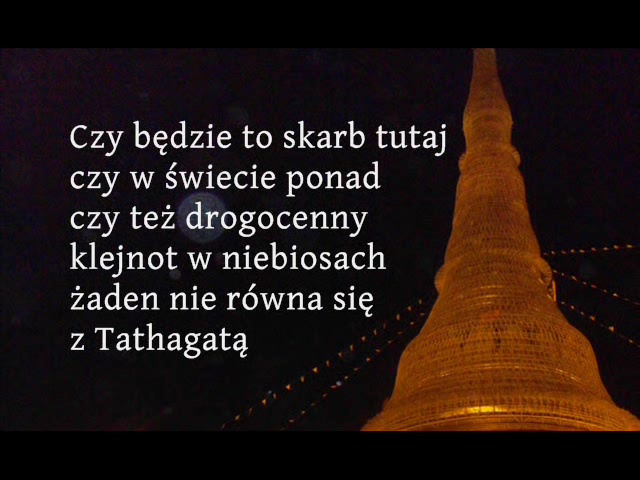 Czy będzie to skarb tutaj
czy w świecie ponad
czy też drogocenny
klejnot w niebiosach
żaden nie równa się
z Tathagatą